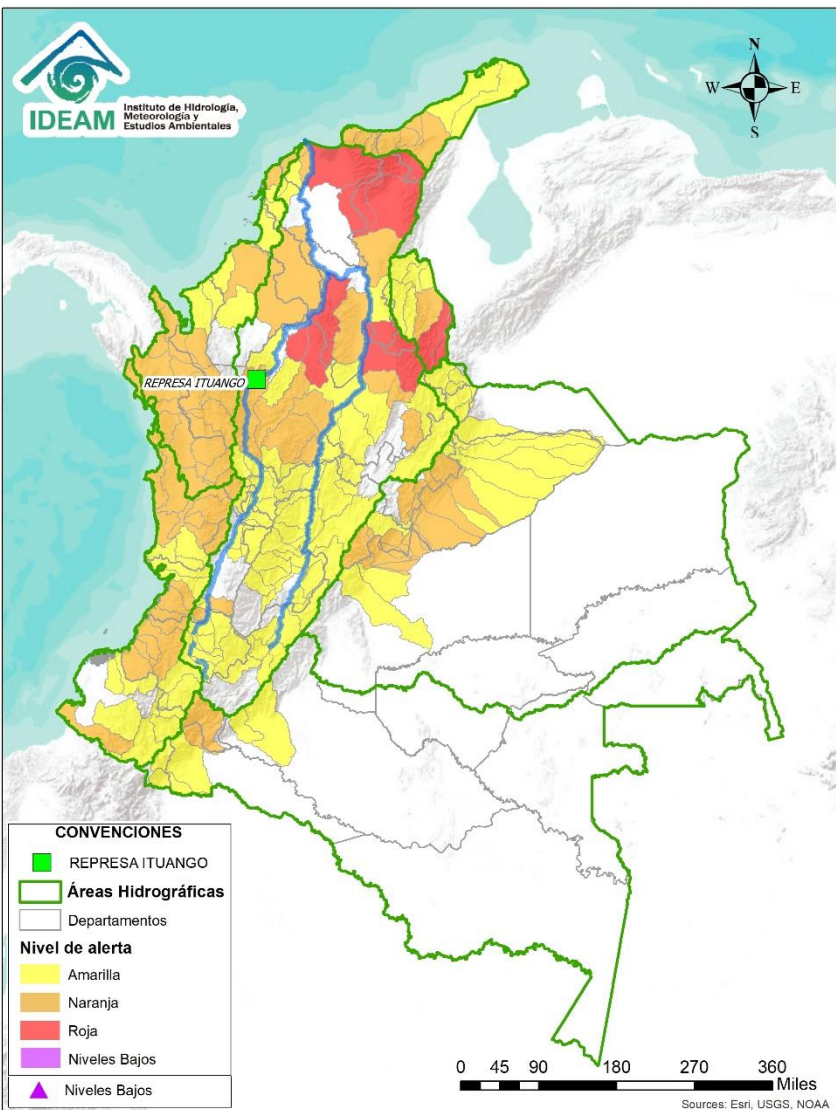 IDEAM
Instituto de Hidrología,
Meteorología y
Estudios Ambientales
N
W
E
S
REPRESA ITUANGO
CONVENCIONES
REPRESA ITUANGO
Áreas Hidrográficas
Departamentos
Nivel de alerta
Amarilla
Naranja
Roja
Niveles Bajos
Niveles Bajos
0 45 90 180 270 360
Miles
Sources: Esri, USGS, NOAA